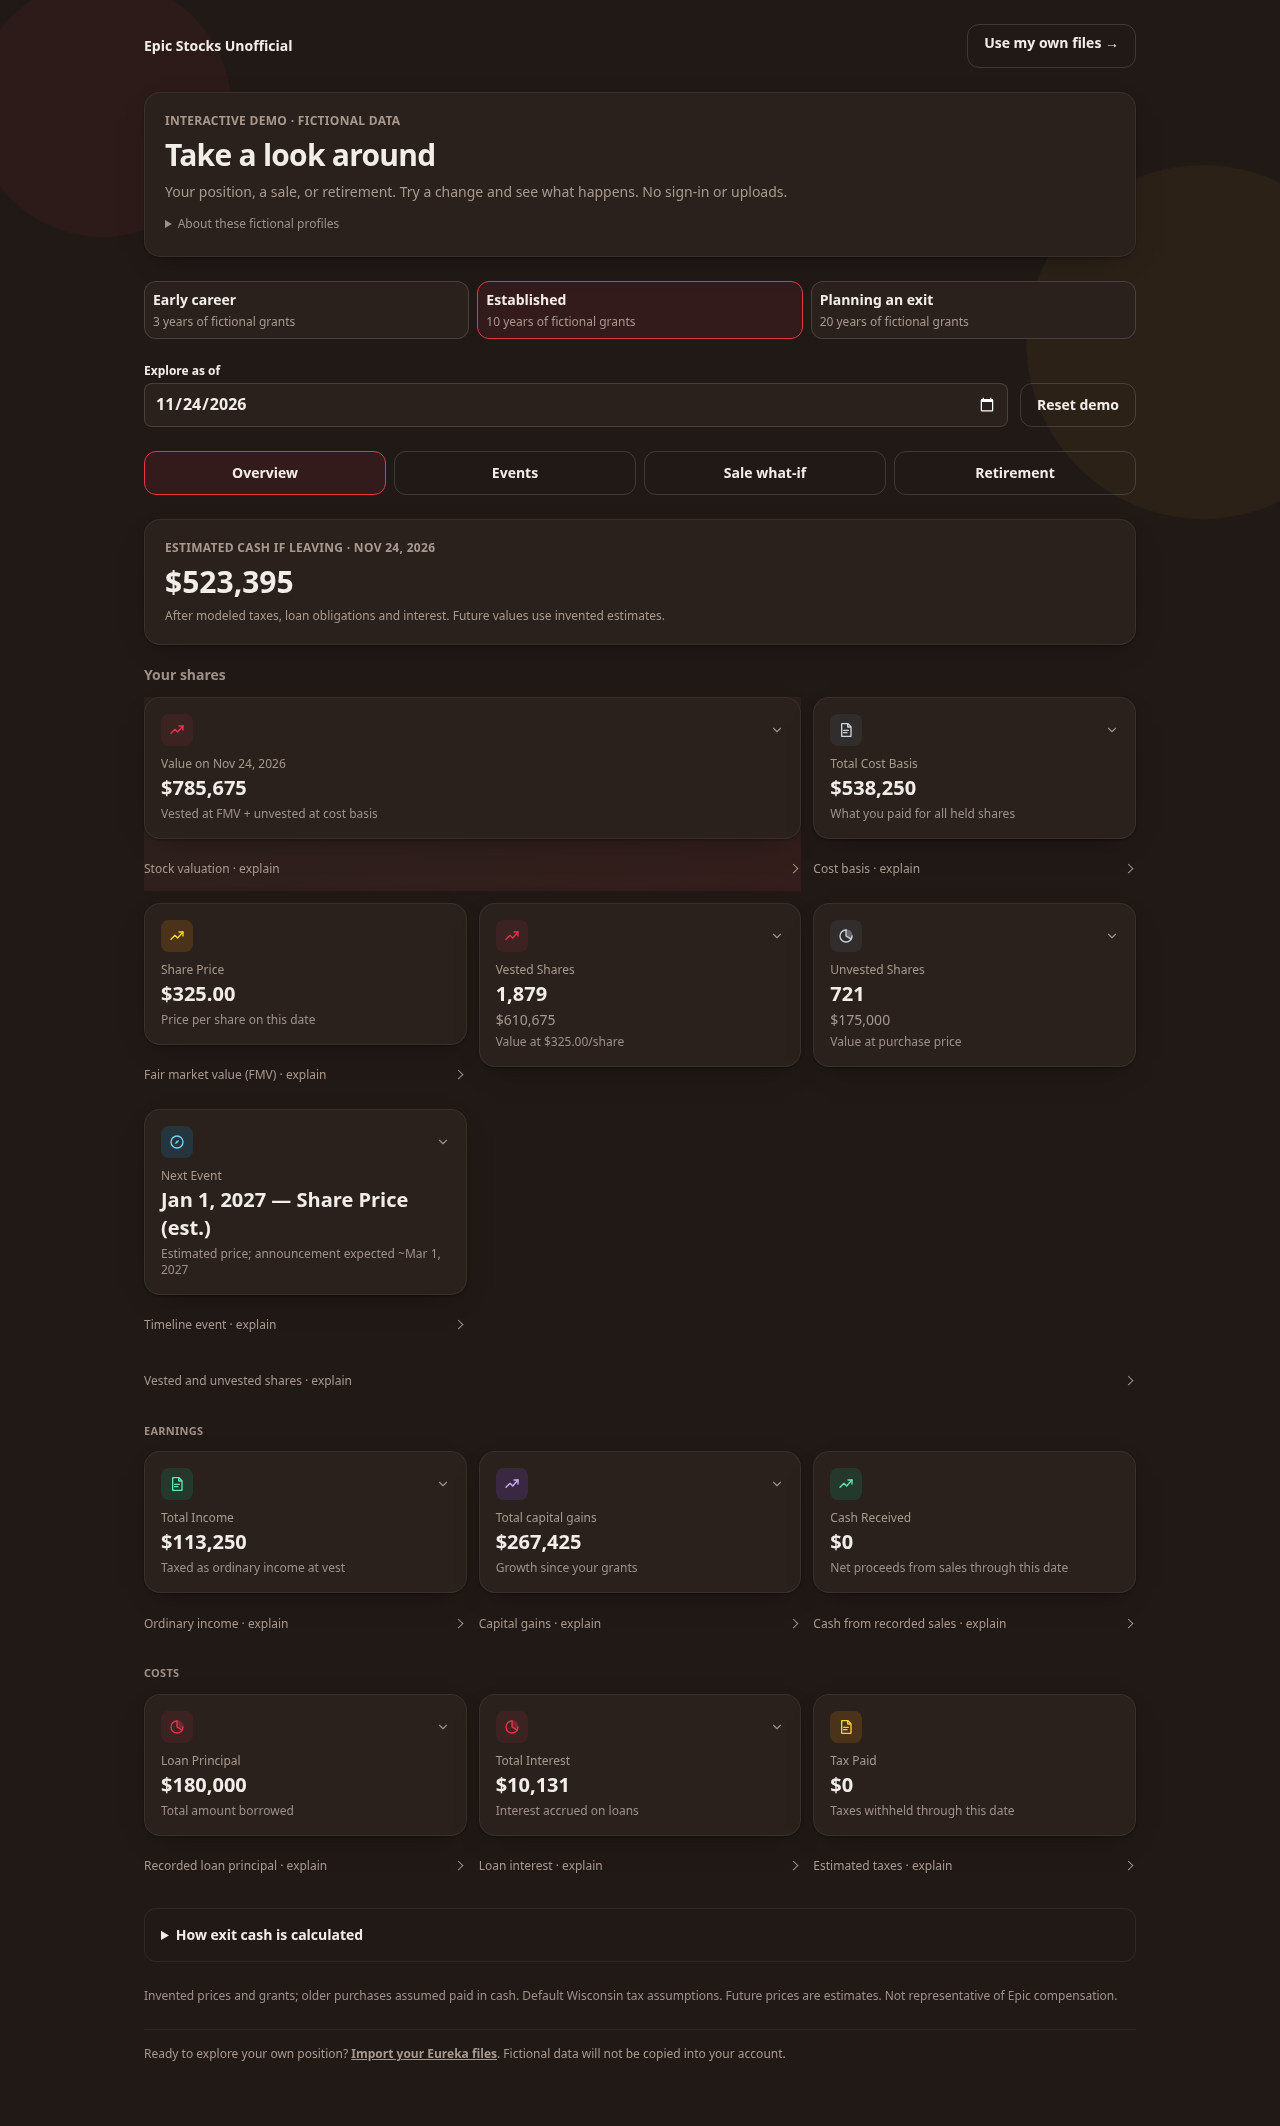 Epic Stocks Unofficial
Use my own files →
INTERACTIVE DEMO · FICTIONAL DATA
Take a look around
Your position, a sale, or retirement. Try a change and see what happens. No sign-in or uploads.
About these fictional profiles
Early career
3 years of fictional grants
Established
10 years of fictional grants
Planning an exit
20 years of fictional grants
Explore as of
11/24/2026
Reset demo
Overview
Events
Sale what-if
Retirement
ESTIMATED CASH IF LEAVING · NOV 24, 2026
$523,395
After modeled taxes, loan obligations and interest. Future values use invented estimates.
Your shares
Value on Nov 24, 2026
$785,675
Vested at FMV + unvested at cost basis
Stock valuation · explain
Total Cost Basis
$538,250
What you paid for all held shares
Cost basis · explain
Share Price
$325.00
Price per share on this date
Fair market value (FMV) · explain
Vested Shares
1,879
$610,675
Value at $325.00/share
Unvested Shares
721
$175,000
Value at purchase price
Next Event
Jan 1, 2027 — Share Price
(est.)
Estimated price; announcement expected ~Mar 1,
2027
Timeline event · explain
Vested and unvested shares · explain
EARNINGS
Total Income
$113,250
Taxed as ordinary income at vest
Ordinary income · explain
Total capital gains
$267,425
Growth since your grants
Capital gains · explain
Cash Received
$0
Net proceeds from sales through this date
Cash from recorded sales · explain
COSTS
Loan Principal
$180,000
Total amount borrowed
Recorded loan principal · explain
Total Interest
$10,131
Interest accrued on loans
Loan interest · explain
Tax Paid
$0
Taxes withheld through this date
Estimated taxes · explain
How exit cash is calculated
Invented prices and grants; older purchases assumed paid in cash. Default Wisconsin tax assumptions. Future prices are estimates. Not representative of Epic compensation.
Ready to explore your own position? Import your Eureka files. Fictional data will not be copied into your account.